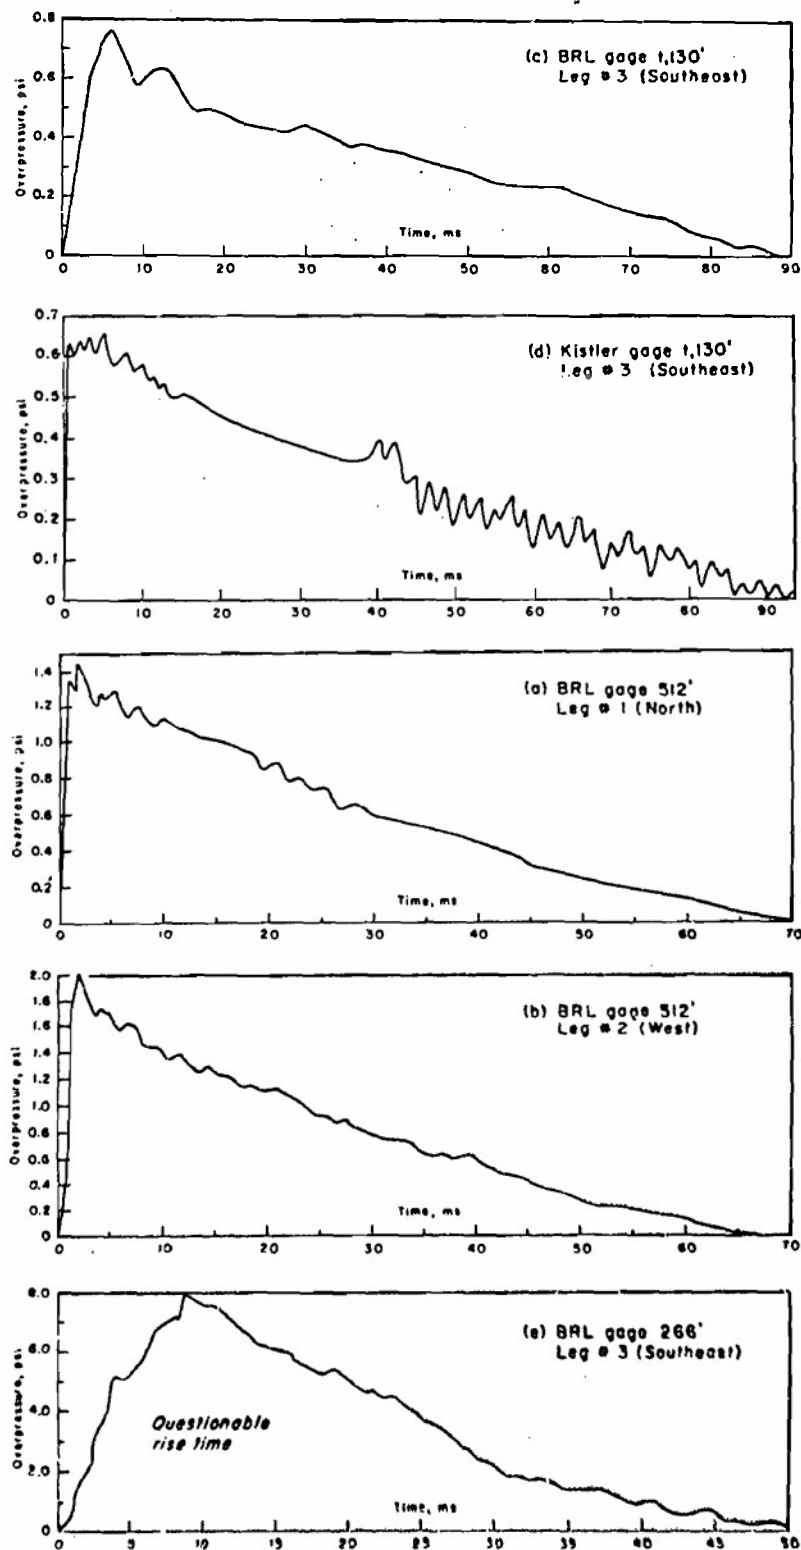 0.8
0.6
0.4
0.2
0
Overpressure, psi
(c) BRL gage 1,130'
Leg # 3 (Southeast)
Time, ms
0 10 20 30 40 50 60 70 80 90
0.7
0.6
0.5
0.4
0.3
0.2
0.1
0
Overpressure, psi
(d) Kistler gage 1,130'
Leg # 3 (Southeast)
Time, ms
0 10 20 30 40 50 60 70 80 90
1.4
1.2
1.0
0.8
0.6
0.4
0.2
0
Overpressure, psi
(a) BRL gage 512'
Leg # 1 (North)
Time, ms
0 10 20 30 40 50 60 70
2.0
1.8
1.6
1.4
1.2
1.0
0.8
0.6
0.4
0.2
0
Overpressure, psi
(b) BRL gage 512'
Leg # 2 (West)
Time, ms
0 10 20 30 40 50 60 70
8.0
6.0
4.0
2.0
0
Overpressure, psi
(e) BRL gage 266'
Leg # 3 (Southeast)
Questionable
rise time
Time, ms
0 5 10 15 20 25 30 35 40 45 50